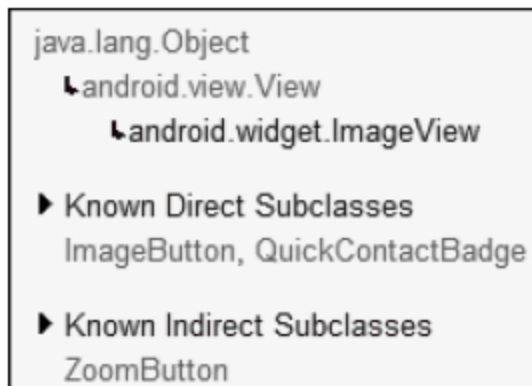 java.lang.Object
android.view.View
android.widget.ImageView
Known Direct Subclasses
ImageButton, QuickContactBadge
Known Indirect Subclasses
ZoomButton